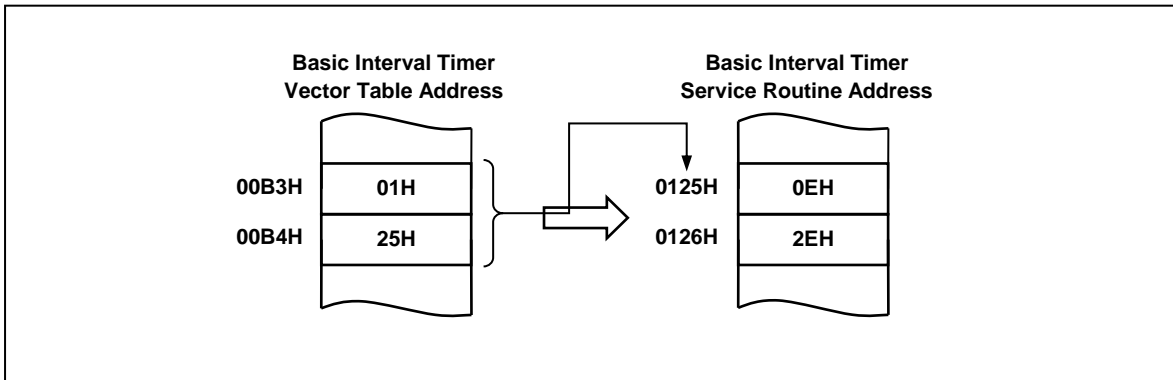 Basic Interval Timer
Vector Table Address
00B3H 01H
00B4H 25H
Basic Interval Timer
Service Routine Address
0125H 0EH
0126H 2EH